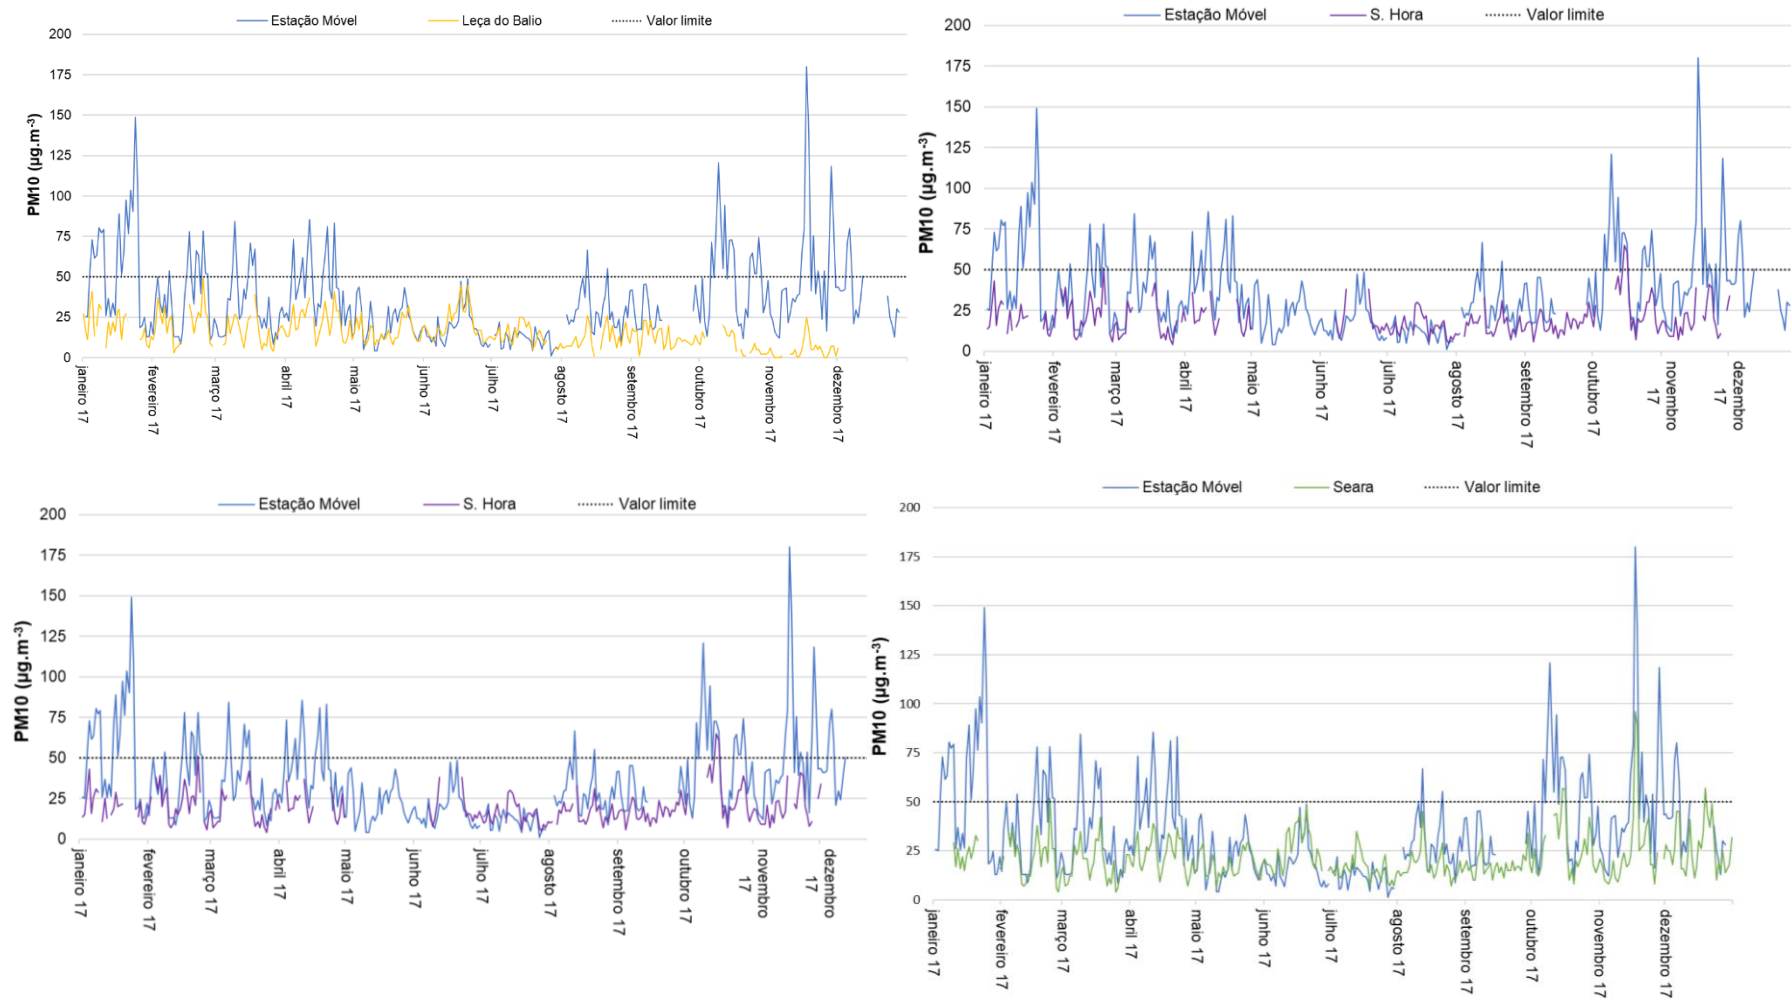 Estação Móvel Leça do Balio Valor limite
PM10 (µg.m-3)
200
175
150
125
100
75
50
25
0
janeiro 17
fevereiro 17
março 17
abril 17
maio 17
junho 17
julho 17
agosto 17
setembro 17
outubro 17
novembro 17
dezembro 17
Estação Móvel S. Hora Valor limite
PM10 (µg.m-3)
200
175
150
125
100
75
50
25
0
janeiro 17
fevereiro 17
março 17
abril 17
maio 17
junho 17
julho 17
agosto 17
setembro 17
outubro 17
novembro
17
dezembro
17
Estação Móvel S. Hora Valor limite
PM10 (µg.m-3)
200
175
150
125
100
75
50
25
0
janeiro 17
fevereiro 17
março 17
abril 17
maio 17
junho 17
julho 17
agosto 17
setembro 17
outubro 17
novembro
17
dezembro
17
Estação Móvel Seara Valor limite
PM10 (µg.m-3)
200
175
150
125
100
75
50
25
0
janeiro 17
fevereiro 17
março 17
abril 17
maio 17
junho 17
julho 17
agosto 17
setembro 17
outubro 17
novembro 17
dezembro 17